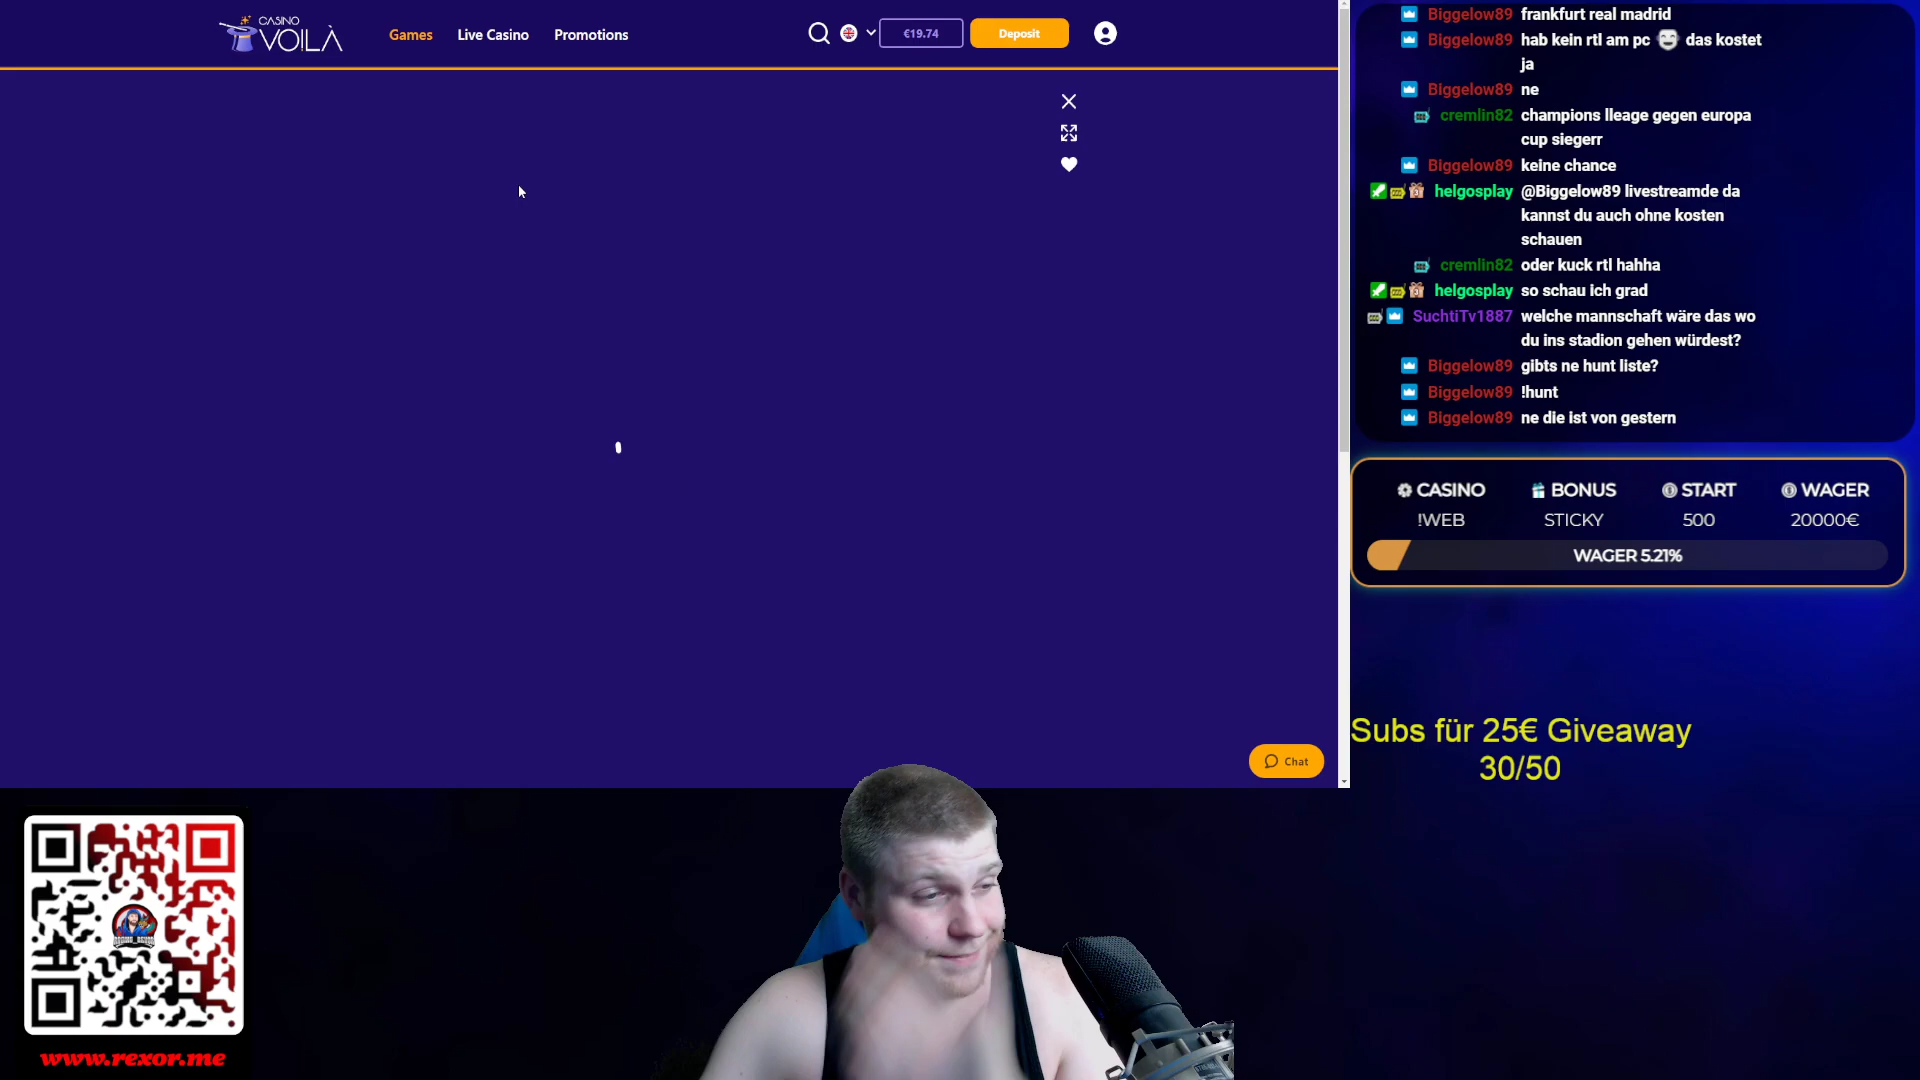 CASINO
VOILÀ
Games
Live Casino
Promotions
€19.74
Deposit
Chat
Biggelow89 frankfurt real madrid
Biggelow89 hab kein rtl am pc das kostet
ja
Biggelow89 ne
cremlin82 champions lleage gegen europa
cup siegerr
Biggelow89 keine chance
helgosplay @Biggelow89 livestreamde da
kannst du auch ohne kosten
schauen
cremlin82 oder kuck rtl hahha
helgosplay so schau ich grad
SuchtiTv1887 welche mannschaft wäre das wo
du ins stadion gehen würdest?
Biggelow89 gibts ne hunt liste?
Biggelow89 !hunt
Biggelow89 ne die ist von gestern
CASINO BONUS START WAGER
!WEB STICKY 500 20000€
WAGER 5.21%
Subs für 25€ Giveaway
30/50
www.rexor.me